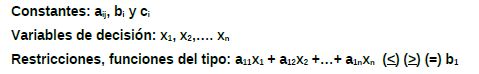 Constantes: aᵢⱼ, bᵢ y cᵢ
Variables de decisión: x₁, x₂,…. xₙ
Restricciones, funciones del tipo: a₁₁x₁ + a₁₂x₂ +…+ a₁ₙxₙ (≤) (≥) (=) b₁